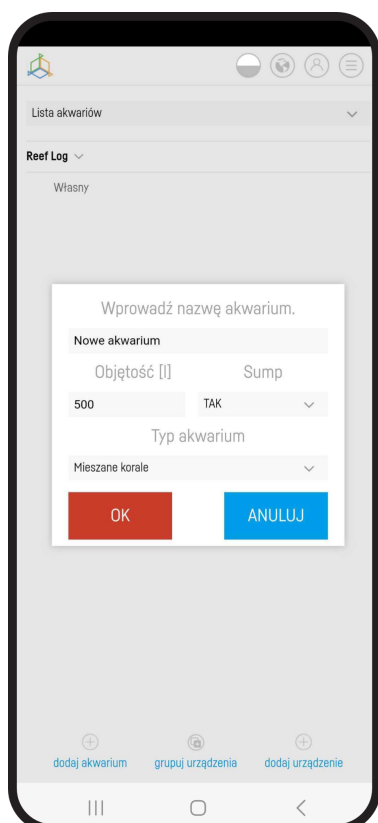 Lista akwariów
Reef Log
Własny
Wprowadź nazwę akwarium.
Nowe akwarium
Objętość [l] Sump
500 TAK
Typ akwarium
Mieszane korale
OK ANULUJ
dodaj akwarium grupuj urządzenia dodaj urządzenie